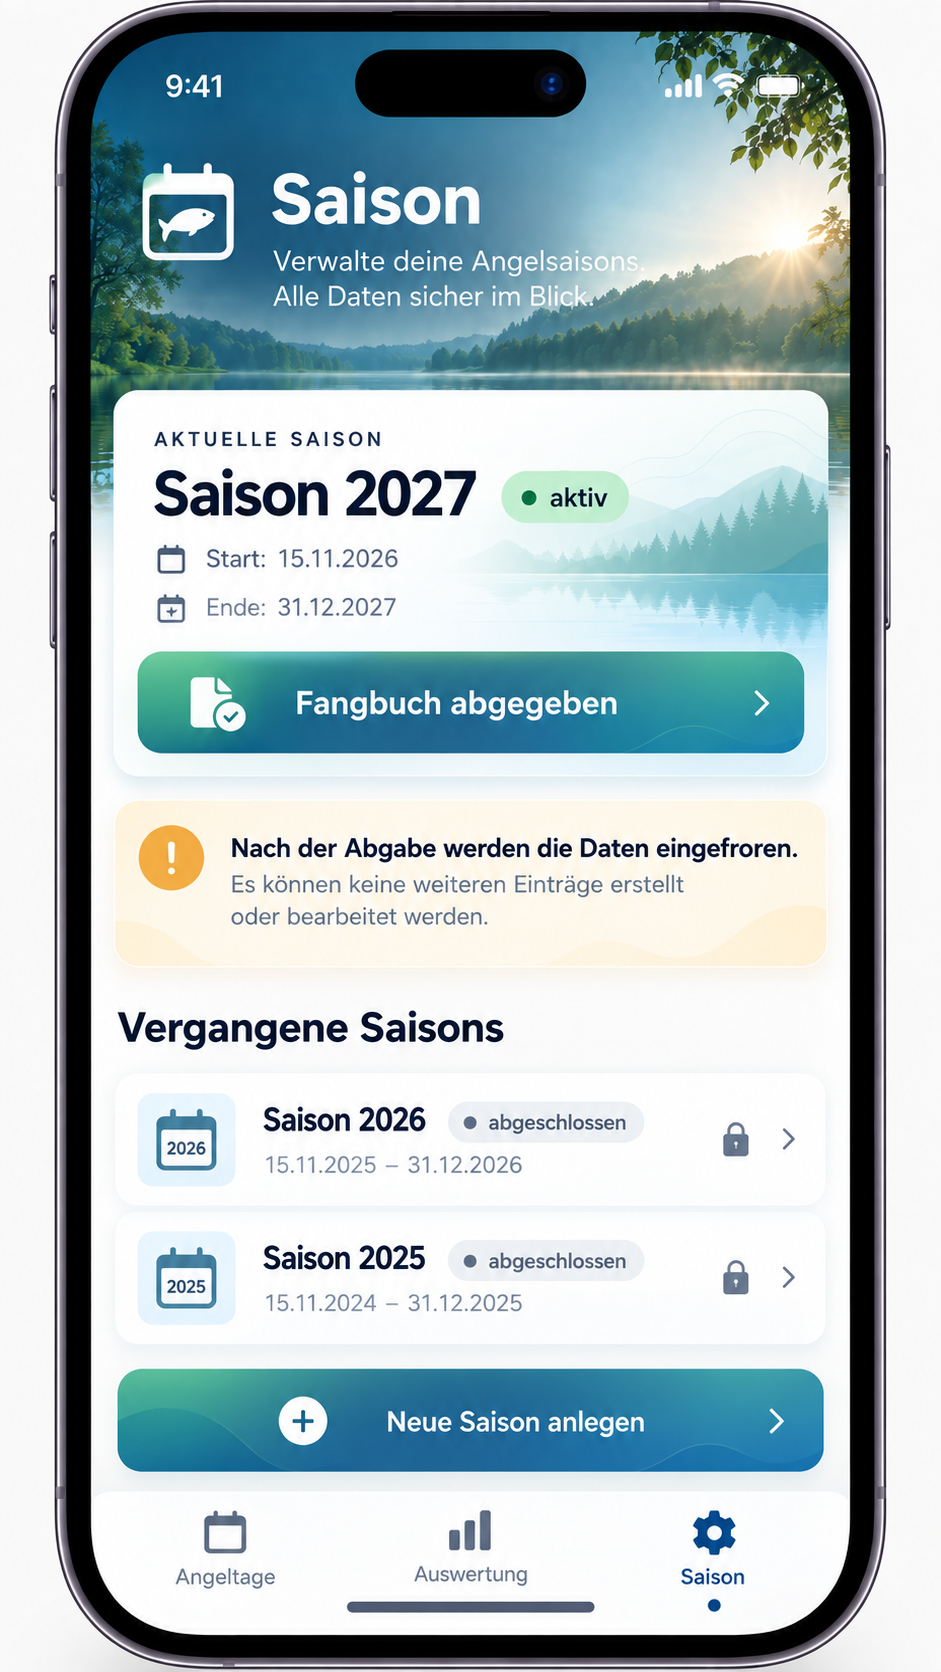 9:41
Saison
Verwalte deine Angelsaisons.
Alle Daten sicher im Blick.
AKTUELLE SAISON
Saison 2027
aktiv
Start: 15.11.2026
Ende: 31.12.2027
Fangbuch abgegeben
Nach der Abgabe werden die Daten eingefroren.
Es können keine weiteren Einträge erstellt
oder bearbeitet werden.
Vergangene Saisons
2026
Saison 2026
abgeschlossen
15.11.2025 – 31.12.2026
2025
Saison 2025
abgeschlossen
15.11.2024 – 31.12.2025
Neue Saison anlegen
Angeltage
Auswertung
Saison